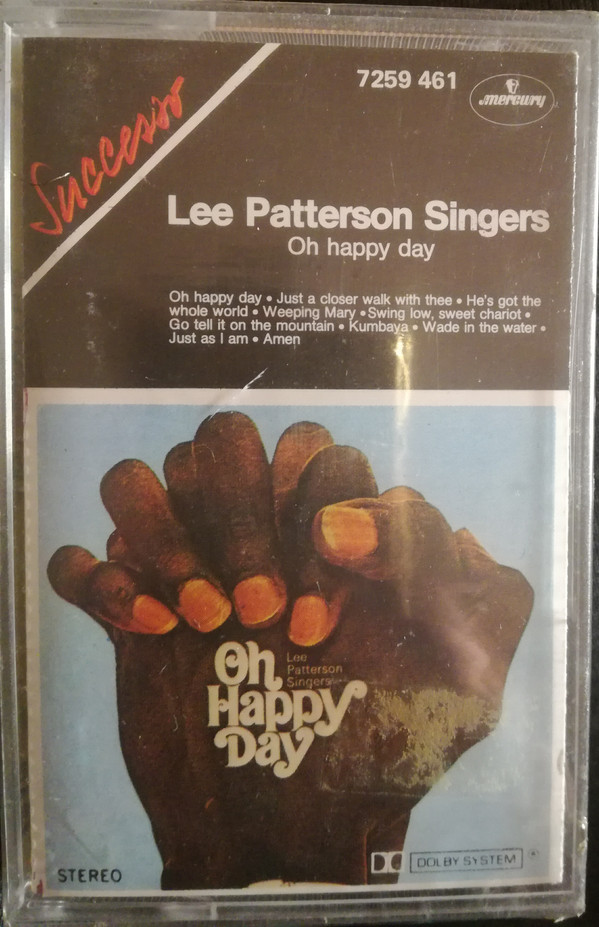 Successo
7259 461
mercury
Lee Patterson Singers
Oh happy day
Oh happy day • Just a closer walk with thee • He's got the
whole world • Weeping Mary • Swing low, sweet chariot •
Go tell it on the mountain • Kumbaya • Wade in the water •
Just as I am • Amen
Oh
Happy
Day
Lee
Patterson
Singers
STEREO
DOLBY SYSTEM